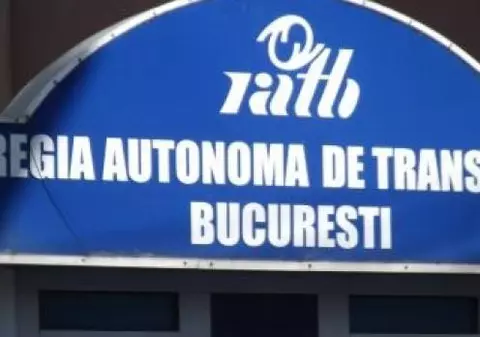 ratb
REGIA AUTONOMA DE TRANS
BUCURESTI